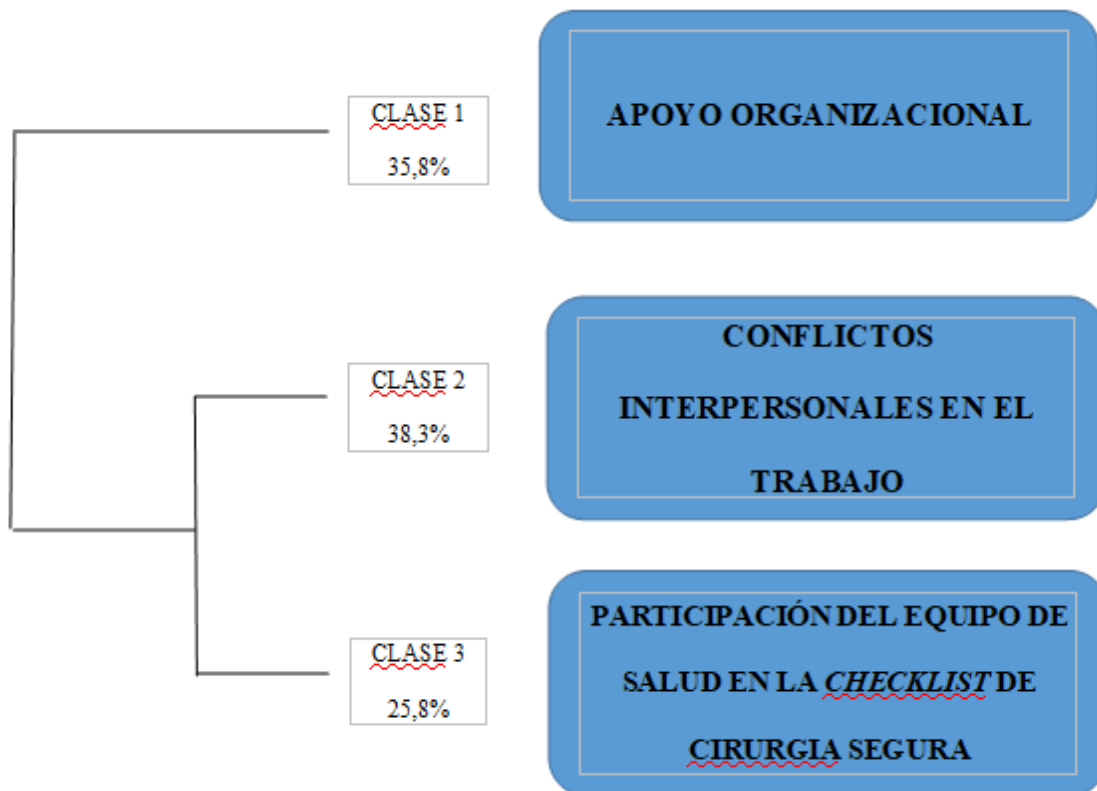 CLASE 1
35,8%
APOYO ORGANIZACIONAL
CLASE 2
38,3%
CONFLICTOS
INTERPERSONALES EN EL
TRABAJO
CLASE 3
25,8%
PARTICIPACIÓN DEL EQUIPO DE
SALUD EN LA CHECKLIST DE
CIRURGIA SEGURA